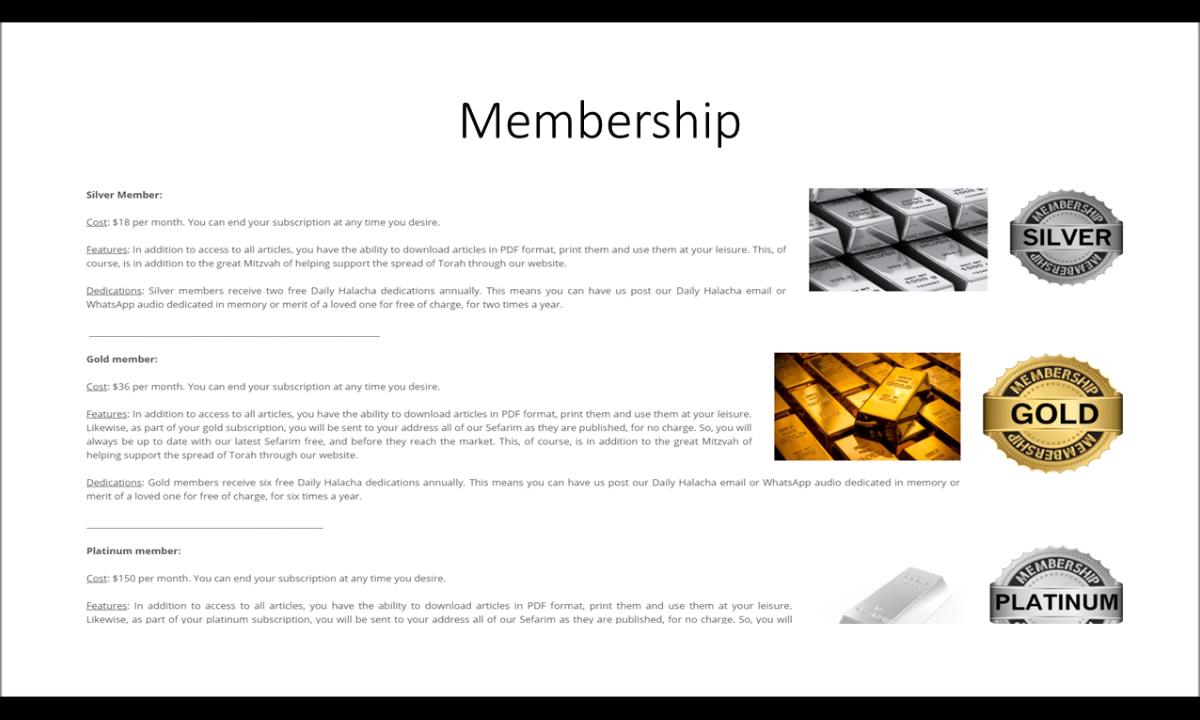 Membership
Silver Member:
Cost: $18 per month. You can end your subscription at any time you desire.
Features: In addition to access to all articles, you have the ability to download articles in PDF format, print them and use them at your leisure. This, of
course, is in addition to the great Mitzvah of helping support the spread of Torah through our website.
Dedications: Silver members receive two free Daily Halacha dedications annually. This means you can have us post our Daily Halacha email or
WhatsApp audio dedicated in memory or merit of a loved one for free of charge, for two times a year.
MEMBERSHIP
SILVER
MEMBERSHIP
Gold member:
Cost: $36 per month. You can end your subscription at any time you desire.
Features: In addition to access to all articles, you have the ability to download articles in PDF format, print them and use them at your leisure.
Likewise, as part of your gold subscription, you will be sent to your address all of our Sefarim as they are published, for no charge. So, you will
always be up to date with our latest Sefarim free, and before they reach the market. This, of course, is in addition to the great Mitzvah of
helping support the spread of Torah through our website.
Dedications: Gold members receive six free Daily Halacha dedications annually. This means you can have us post our Daily Halacha email or WhatsApp audio dedicated in memory or
merit of a loved one for free of charge, for six times a year.
MEMBERSHIP
GOLD
MEMBERSHIP
Platinum member:
Cost: $150 per month. You can end your subscription at any time you desire.
Features: In addition to access to all articles, you have the ability to download articles in PDF format, print them and use them at your leisure.
Likewise, as part of your platinum subscription, you will be sent to your address all of our Sefarim as they are published, for no charge. So, you will
MEMBERSHIP
PLATINUM